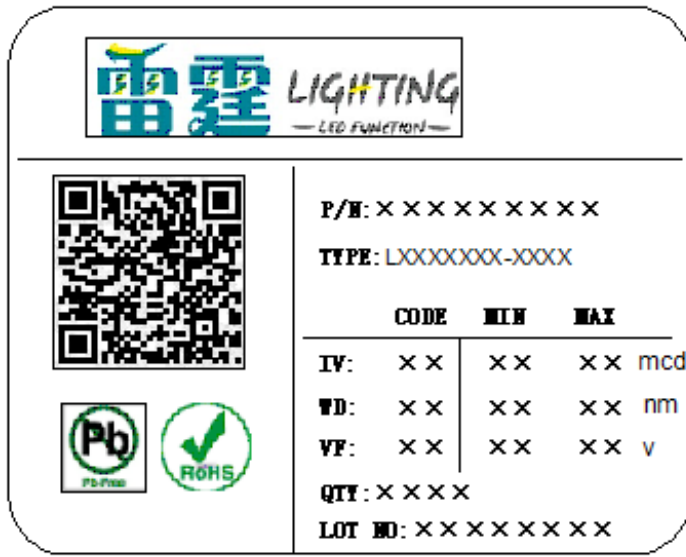 雷霆 LIGHTING
LED FUNCTION
P/N: X X X X X X X X X
TYPE: LXXXXXXX-XXXX
CODE MIN MAX
IV: X X X X X X mcd
WD: X X X X X X nm
VF: X X X X X X v
QTY: X X X X
LOT NO: X X X X X X X X
Pb
Pb-Free
RoHS